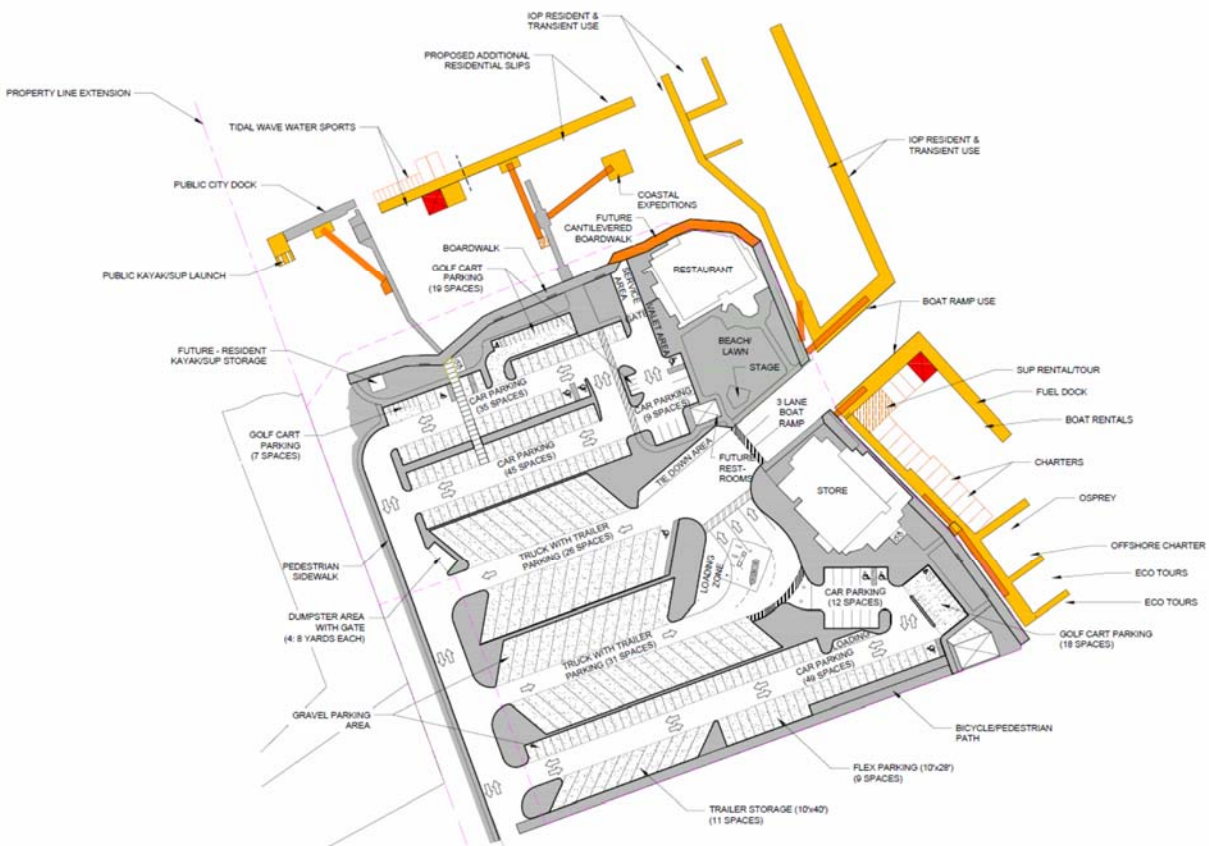 IOP RESIDENT &
TRANSIENT USE
PROPOSED ADDITIONAL
RESIDENTIAL SLIPS
PROPERTY LINE EXTENSION
TIDAL WAVE WATER SPORTS
IOP RESIDENT &
TRANSIENT USE
PUBLIC CITY DOCK
COASTAL
EXPEDITIONS
FUTURE
CANTILEVERED
BOARDWALK
BOARDWALK
PUBLIC KAYAK/SUP LAUNCH
GOLF CART
PARKING
(19 SPACES)
SERVICE
AREA
RESTAURANT
GATE
VALET AREA
BOAT RAMP USE
BEACH/
LAWN
STAGE
FUTURE - RESIDENT
KAYAK/SUP STORAGE
CAR PARKING
(35 SPACES)
CAR PARKING
(9 SPACES)
3 LANE
BOAT
RAMP
SUP RENTAL/TOUR
FUEL DOCK
BOAT RENTALS
GOLF CART
PARKING
(7 SPACES)
CAR PARKING
(45 SPACES)
TIE DOWN AREA
FUTURE
REST-
ROOMS
STORE
CHARTERS
OSPREY
TRUCK WITH TRAILER
PARKING (26 SPACES)
OFFSHORE CHARTER
PEDESTRIAN
SIDEWALK
LOADING
ZONE
ECO TOURS
CAR PARKING
(12 SPACES)
ECO TOURS
DUMPSTER AREA
WITH GATE
(4: 8 YARDS EACH)
GOLF CART PARKING
(18 SPACES)
TRUCK WITH TRAILER
PARKING (31 SPACES)
LOADING
CAR PARKING
(49 SPACES)
GRAVEL PARKING
AREA
BICYCLE/PEDESTRIAN
PATH
FLEX PARKING (10'x28')
(9 SPACES)
TRAILER STORAGE (10'x40')
(11 SPACES)